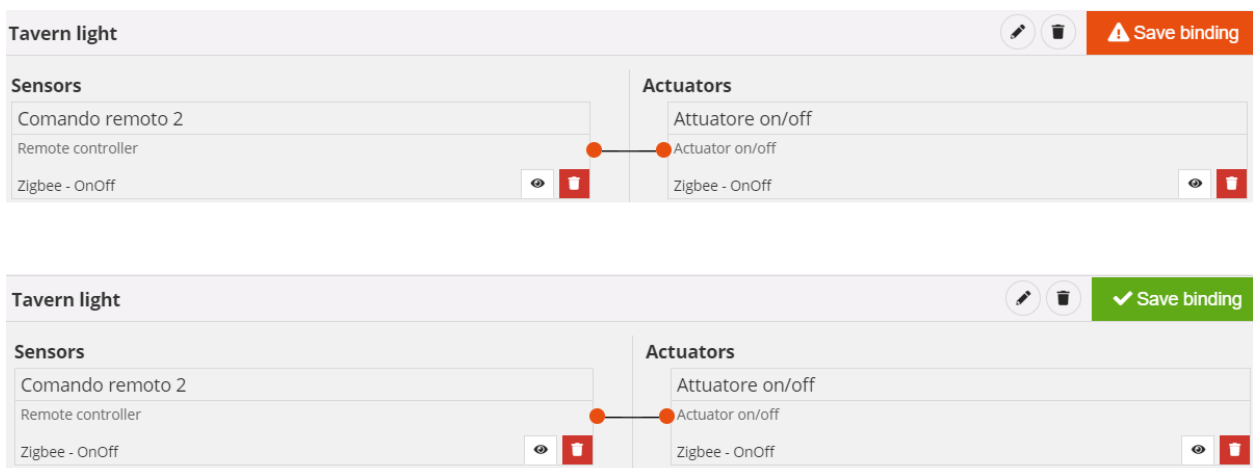 Tavern light
Save binding
Sensors
Actuators
Comando remoto 2
Attuatore on/off
Remote controller
Actuator on/off
Zigbee - OnOff
Zigbee - OnOff
Tavern light
Save binding
Sensors
Actuators
Comando remoto 2
Attuatore on/off
Remote controller
Actuator on/off
Zigbee - OnOff
Zigbee - OnOff